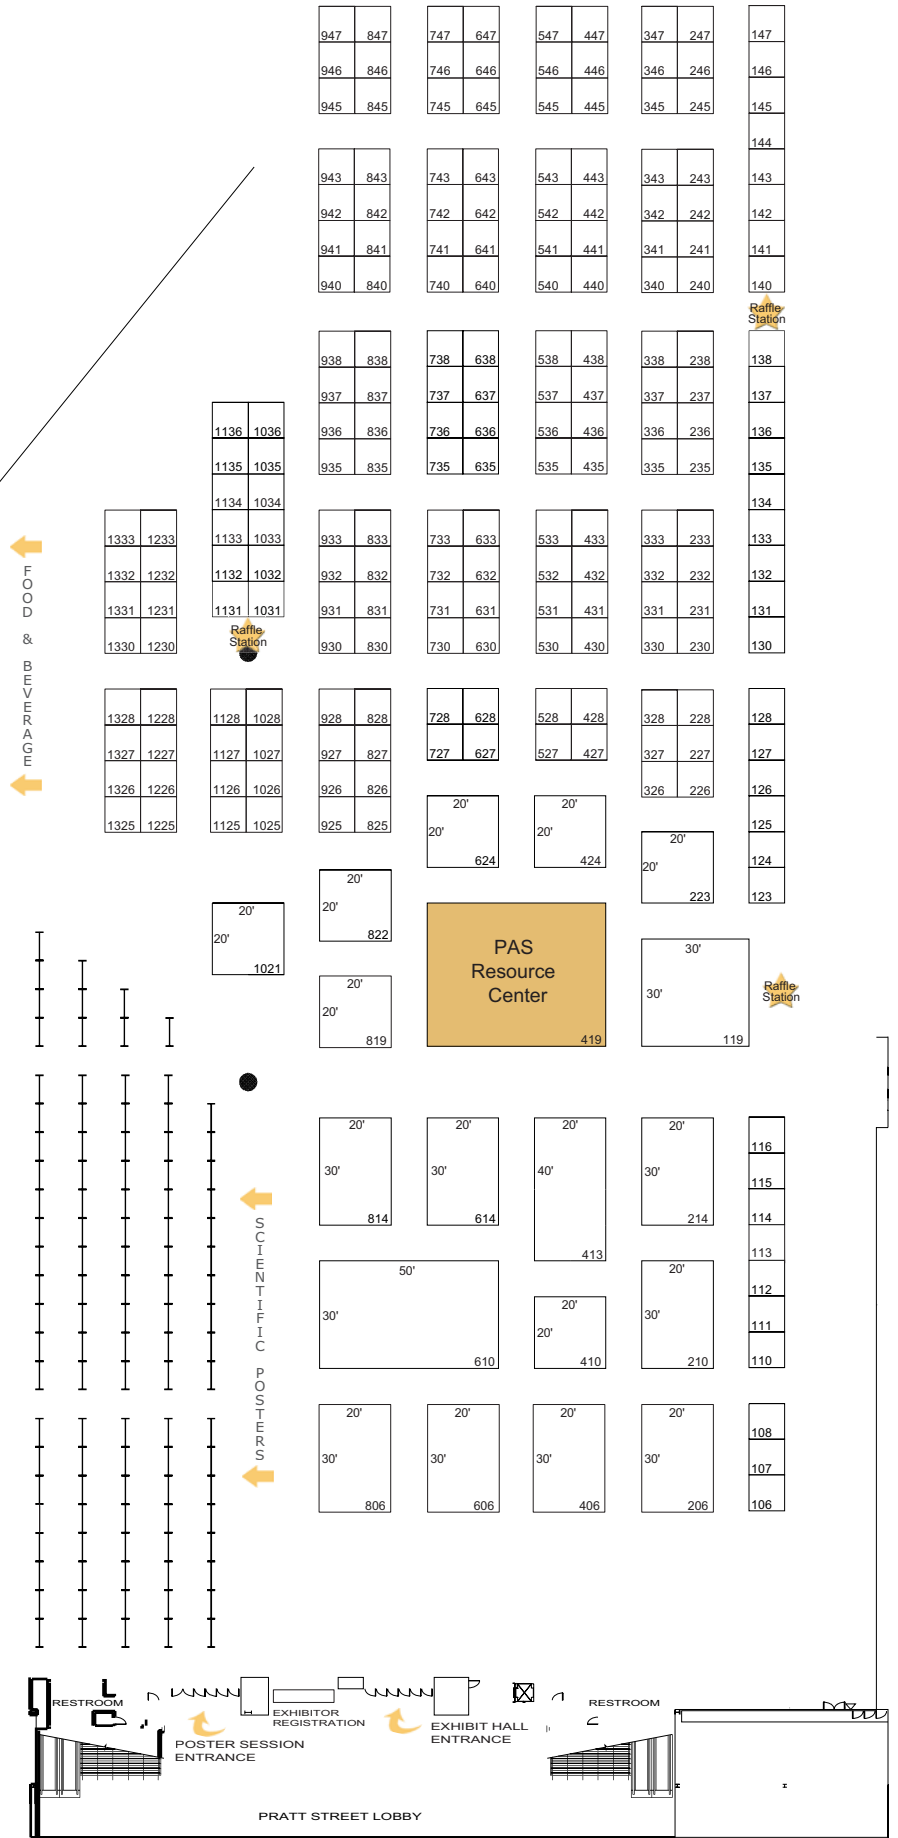 947 847 747 647 547 447 347 247 147
946 846 746 646 546 446 346 246 146
945 845 745 645 545 445 345 245 145
144
943 843 743 643 543 443 343 243 143
942 842 742 642 542 442 342 242 142
941 841 741 641 541 441 341 241 141
940 840 740 640 540 440 340 240 140
Raffle
Station
938 838 738 638 538 438 338 238 138
937 837 737 637 537 437 337 237 137
1136 1036 936 836 736 636 536 436 336 236 136
1135 1035 935 835 735 635 535 435 335 235 135
1134 1034 134
1333 1233 1133 1033 933 833 733 633 533 433 333 233 133
1332 1232 1132 1032 932 832 732 632 532 432 332 232 132
1331 1231 1131 1031 931 831 731 631 531 431 331 231 131
Raffle
Station
1330 1230 930 830 730 630 530 430 330 230 130
FOOD & BEVERAGE
1328 1228 1128 1028 928 828 728 628 528 428 328 228 128
1327 1227 1127 1027 927 827 727 627 527 427 327 227 127
1326 1226 1126 1026 926 826 326 226 126
1325 1225 1125 1025 925 825 125
20' 20'
20' 20'
624 424
20'
20'
223
124
123
20'
20'
822
20'
20'
1021
PAS
Resource
Center
419
30'
30'
119
Raffle
Station
20'
20'
819
20' 20' 20' 20'
30' 30' 40' 30'
814 614 214
413
116
115
114
113
112
111
110
SCIENTIFIC POSTERS
50'
30'
610
20'
20'
410
20'
30'
210
20' 20' 20' 20'
30' 30' 30' 30'
806 606 406 206
108
107
106
RESTROOM
EXHIBITOR
REGISTRATION
RESTROOM
POSTER SESSION
ENTRANCE
EXHIBIT HALL
ENTRANCE
PRATT STREET LOBBY